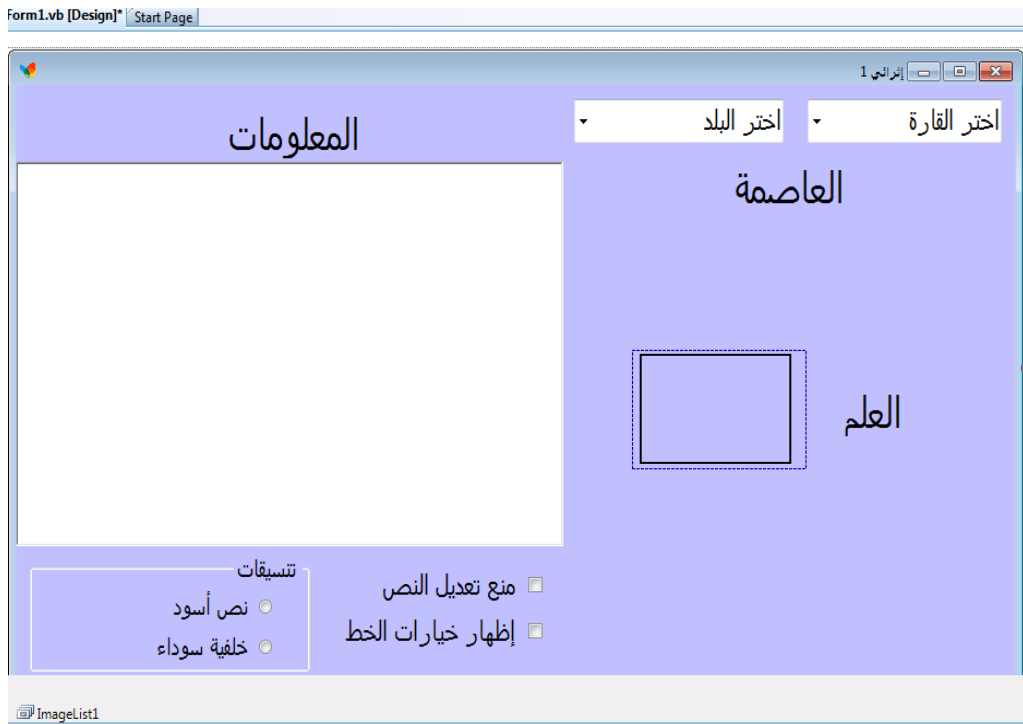 Form1.vb [Design]* Start Page
إثرائي 1
اختر القارة
اختر البلد
المعلومات
العاصمة
العلم
منع تعديل النص
إظهار خيارات الخط
تنسيقات
نص أسود
خلفية سوداء
ImageList1